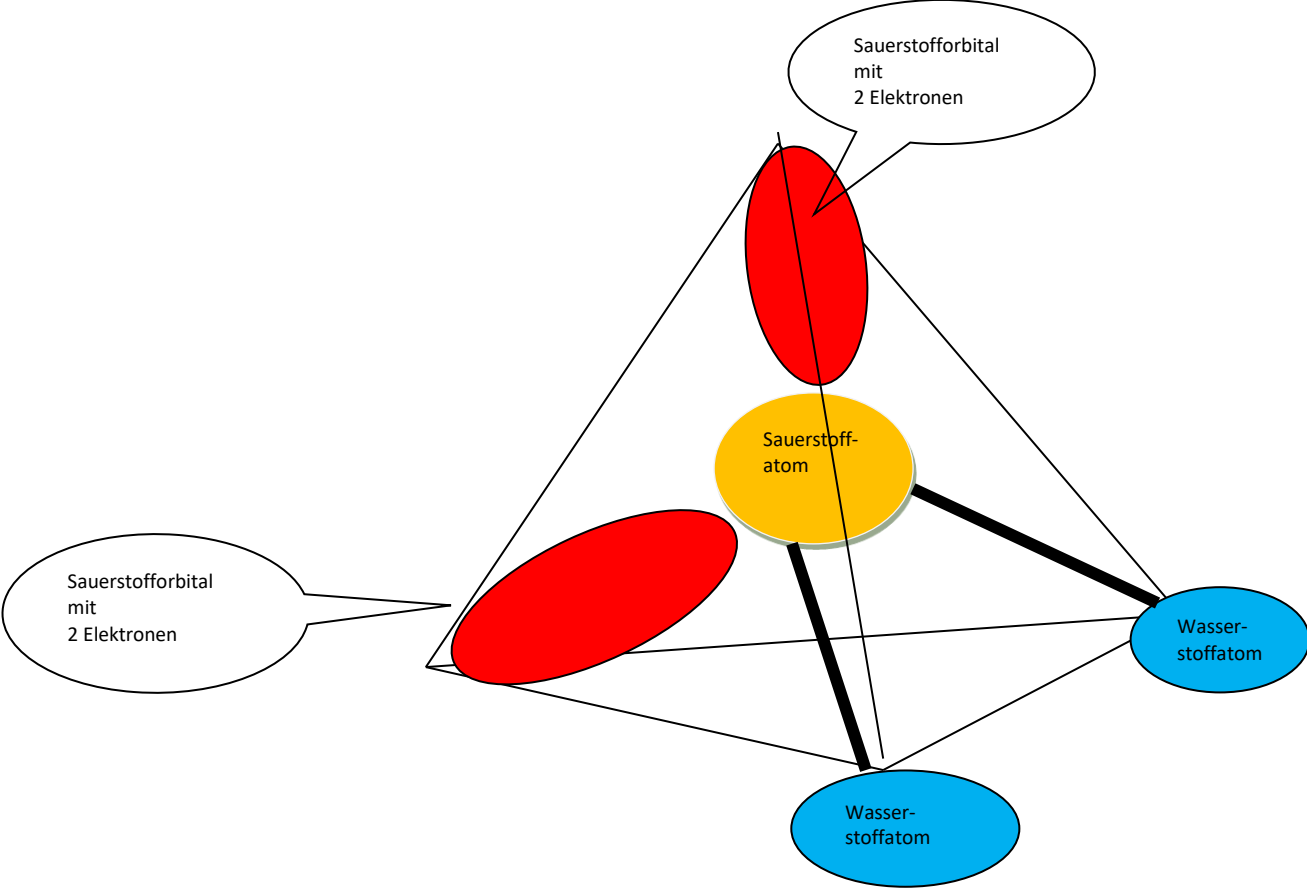 Sauerstofforbital
mit
2 Elektronen
Sauerstoff-
atom
Sauerstofforbital
mit
2 Elektronen
Wasser-
stoffatom
Wasser-
stoffatom